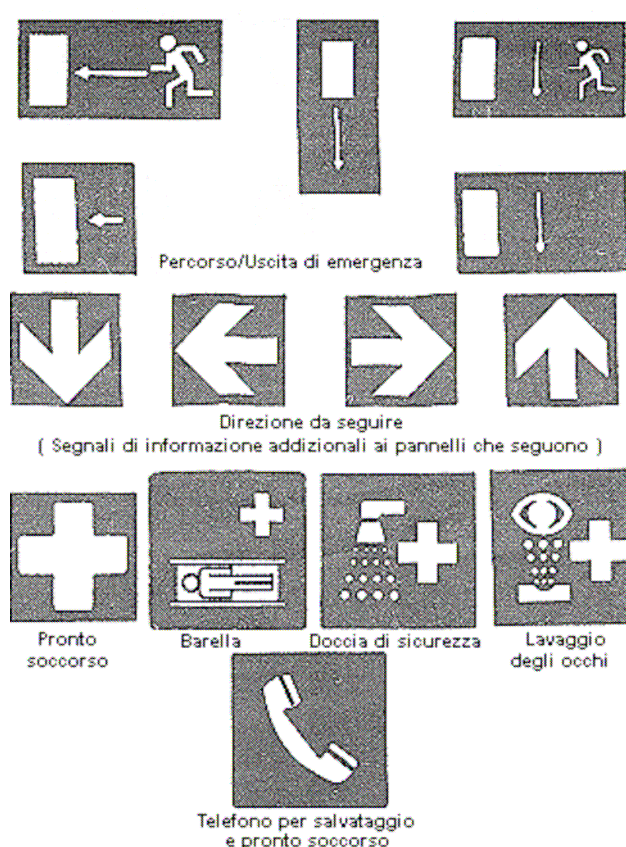 Percorso/Uscita di emergenza
Direzione da seguire
( Segnali di informazione addizionali ai pannelli che seguono )
Pronto
soccorso
Barella
Doccia di sicurezza
Lavaggio
degli occhi
Telefono per salvataggio
e pronto soccorso